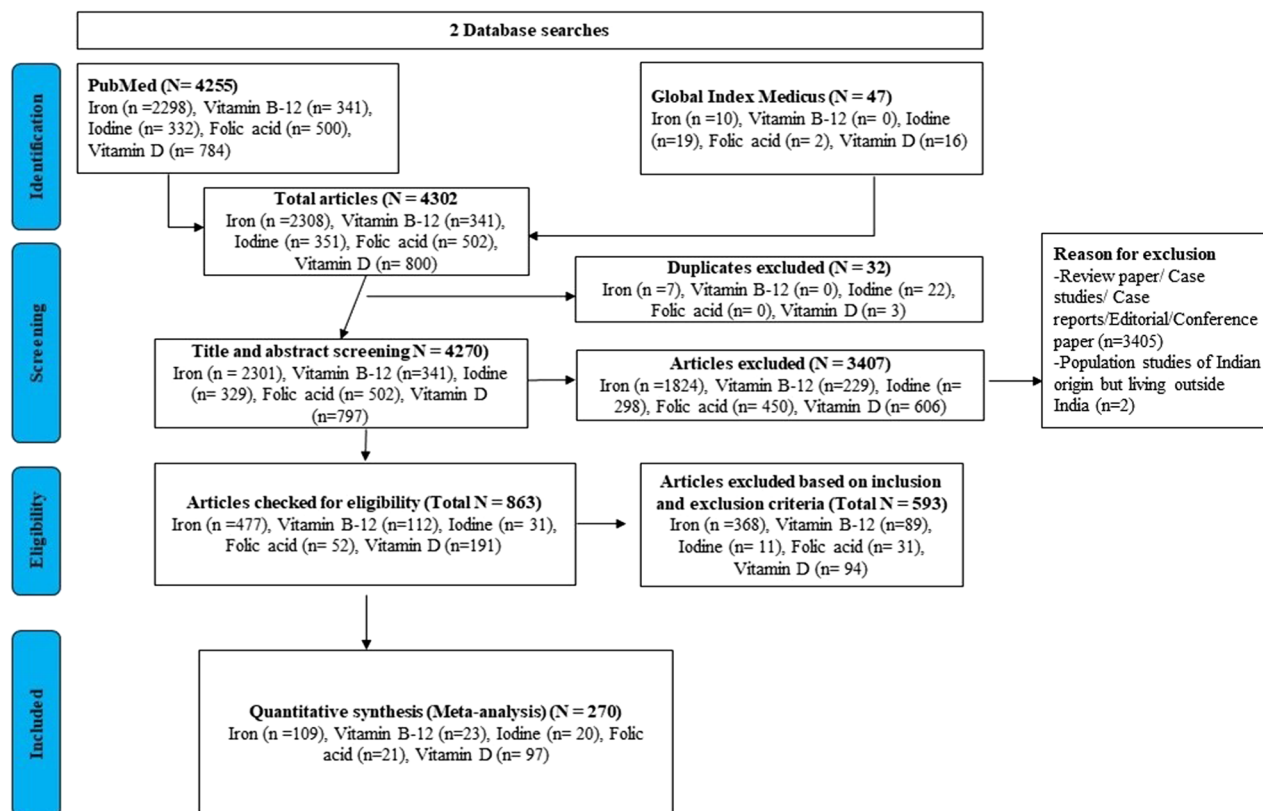 2 Database searches
Identification
PubMed (N= 4255)
Iron (n =2298), Vitamin B-12 (n= 341),
Iodine (n= 332), Folic acid (n= 500),
Vitamin D (n= 784)
Global Index Medicus (N = 47)
Iron (n =10), Vitamin B-12 (n= 0), Iodine
(n=19), Folic acid (n= 2), Vitamin D (n=16)
Total articles (N = 4302
Iron (n =2308), Vitamin B-12 (n=341),
Iodine (n= 351), Folic acid (n= 502),
Vitamin D (n= 800)
Screening
Duplicates excluded (N = 32)
Iron (n =7), Vitamin B-12 (n= 0), Iodine (n= 22),
Folic acid (n= 0), Vitamin D (n= 3)
Title and abstract screening N = 4270)
Iron (n = 2301), Vitamin B-12 (n=341), Iodine
(n= 329), Folic acid (n= 502), Vitamin D
(n=797)
Articles excluded (N = 3407)
Iron (n =1824), Vitamin B-12 (n=229), Iodine (n=
298), Folic acid (n= 450), Vitamin D (n= 606)
Reason for exclusion
-Review paper/ Case
studies/ Case
reports/Editorial/Conference
paper (n=3405)
-Population studies of Indian
origin but living outside
India (n=2)
Eligibility
Articles checked for eligibility (Total N = 863)
Iron (n =477), Vitamin B-12 (n=112), Iodine (n= 31),
Folic acid (n= 52), Vitamin D (n=191)
Articles excluded based on inclusion
and exclusion criteria (Total N = 593)
Iron (n =368), Vitamin B-12 (n=89),
Iodine (n= 11), Folic acid (n= 31),
Vitamin D (n= 94)
Included
Quantitative synthesis (Meta-analysis) (N = 270)
Iron (n =109), Vitamin B-12 (n=23), Iodine (n= 20), Folic
acid (n=21), Vitamin D (n= 97)